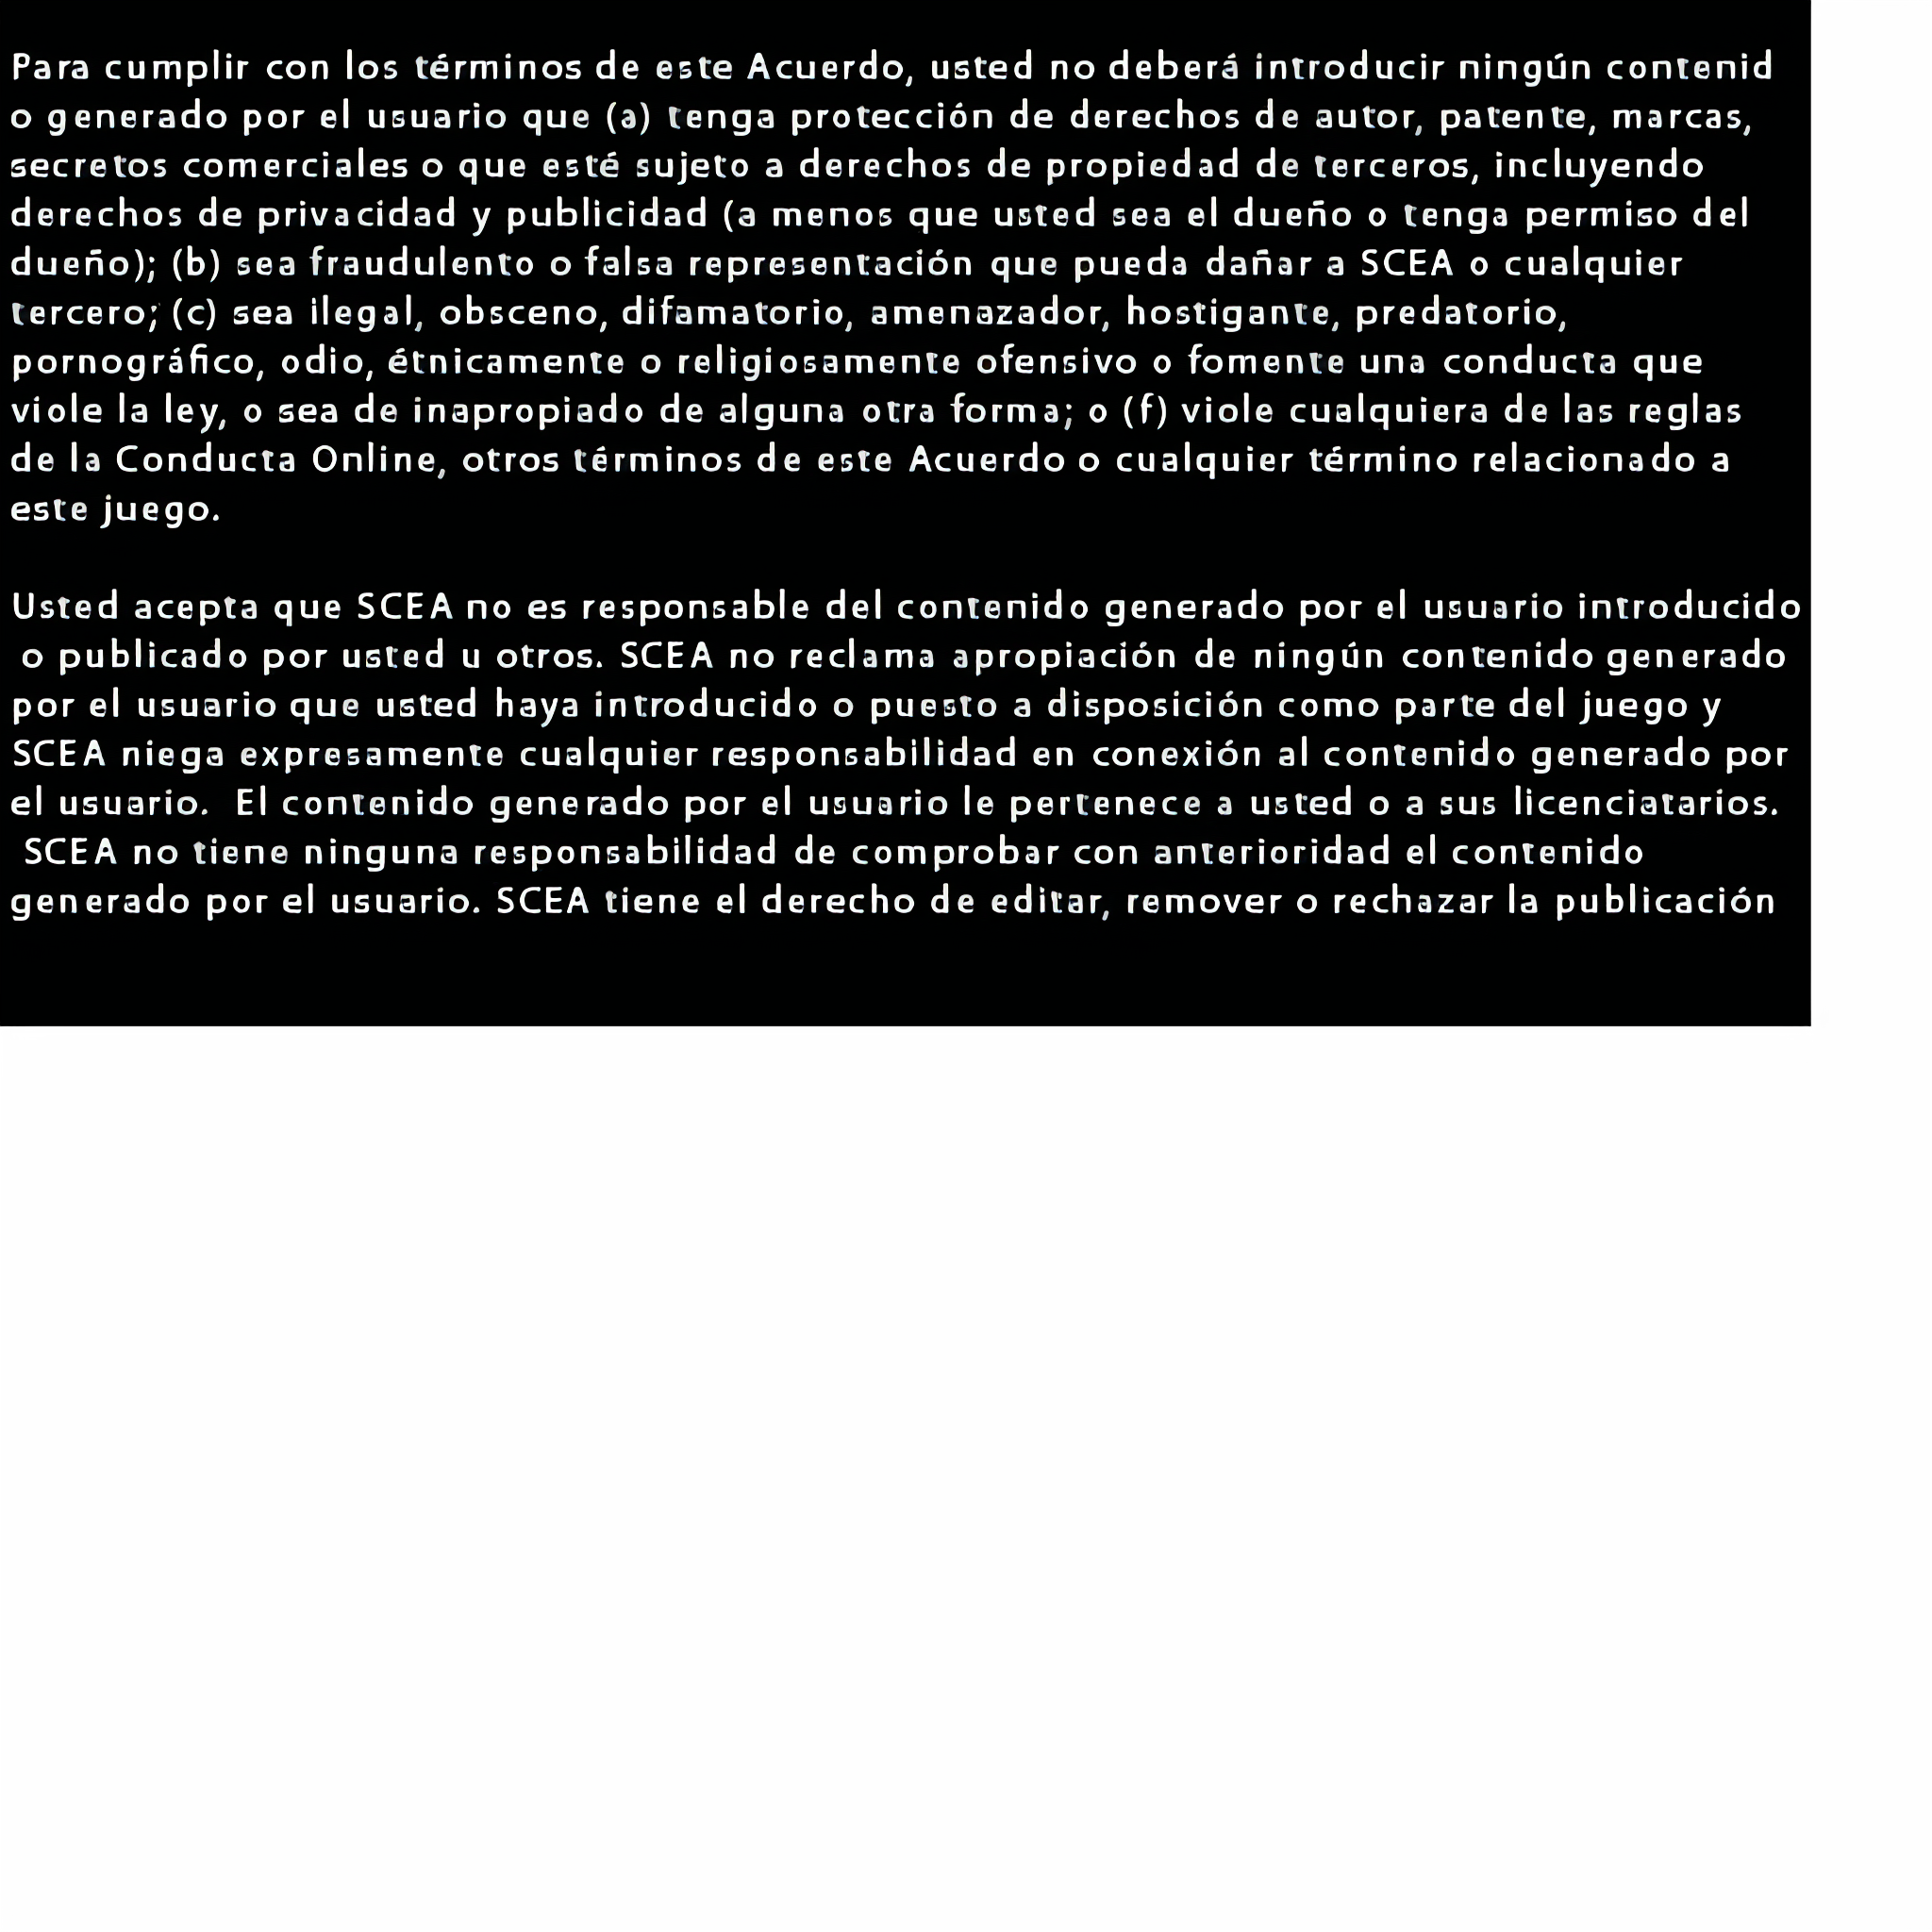 Para cumplir con los términos de este Acuerdo, usted no deberá introducir ningún contenid
o generado por el usuario que (a) tenga protección de derechos de autor, patente, marcas,
secretos comerciales o que esté sujeto a derechos de propiedad de terceros, incluyendo
derechos de privacidad y publicidad (a menos que usted sea el dueño o tenga permiso del
dueño); (b) sea fraudulento o falsa representación que pueda dañar a SCEA o cualquier
tercero; (c) sea ilegal, obsceno, difamatorio, amenazador, hostigante, predatorio,
pornográfico, odio, étnicamente o religiosamente ofensivo o fomente una conducta que
viole la ley, o sea de inapropiado de alguna otra forma; o (f) viole cualquiera de las reglas
de la Conducta Online, otros términos de este Acuerdo o cualquier término relacionado a
este juego.
Usted acepta que SCEA no es responsable del contenido generado por el usuario introducido
o publicado por usted u otros. SCEA no reclama apropiación de ningún contenido generado
por el usuario que usted haya introducido o puesto a disposición como parte del juego y
SCEA niega expresamente cualquier responsabilidad en conexión al contenido generado por
el usuario.  El contenido generado por el usuario le pertenece a usted o a sus licenciatarios.
SCEA no tiene ninguna responsabilidad de comprobar con anterioridad el contenido
generado por el usuario. SCEA tiene el derecho de editar, remover o rechazar la publicación